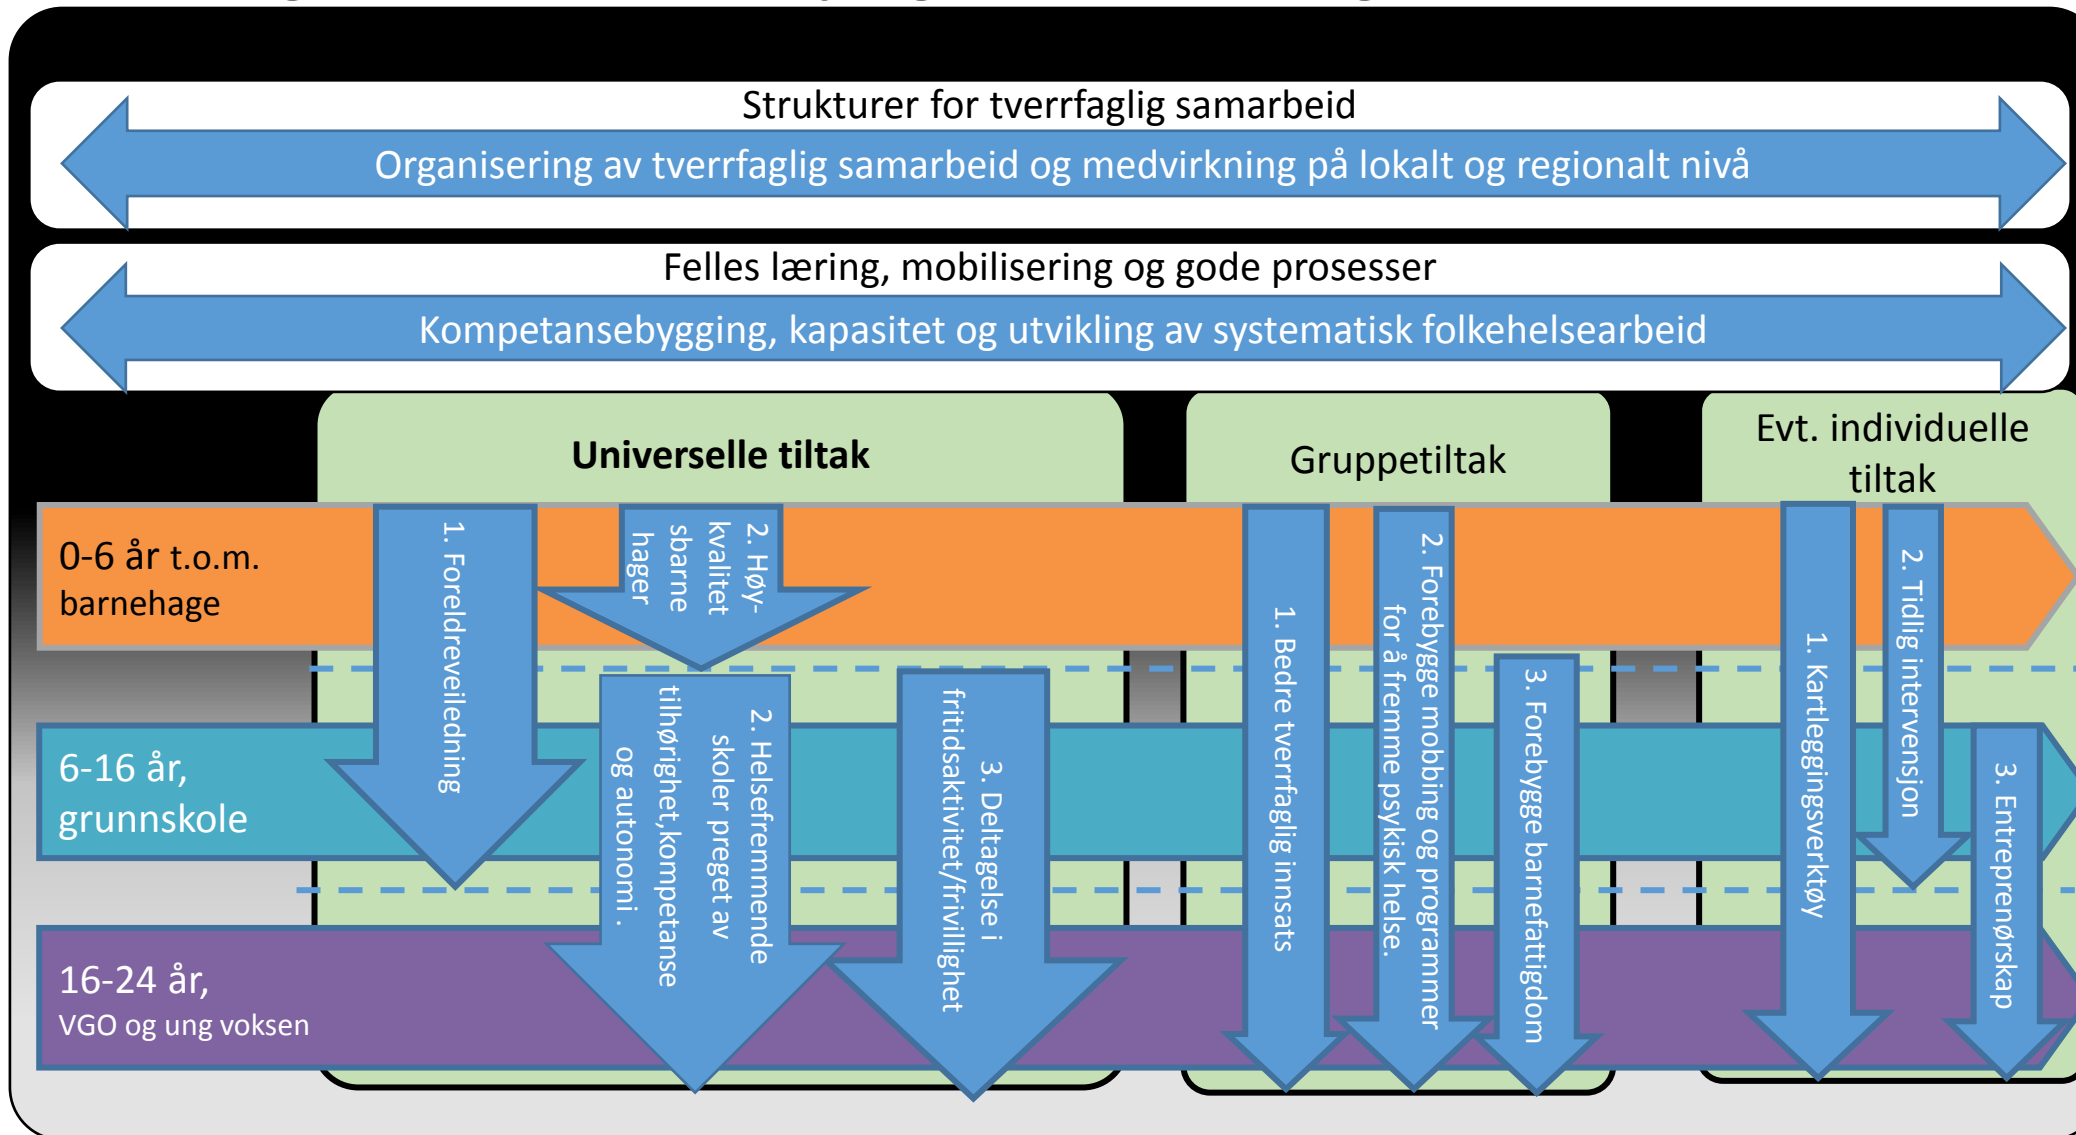 Strukturer for tverrfaglig samarbeid
Organisering av tverrfaglig samarbeid og medvirkning på lokalt og regionalt nivå
Felles læring, mobilisering og gode prosesser
Kompetansebygging, kapasitet og utvikling av systematisk folkehelsearbeid
Universelle tiltak
Gruppetiltak
Evt. individuelle
tiltak
0-6 år t.o.m.
barnehage
6-16 år,
grunnskole
16-24 år,
VGO og ung voksen
1. Foreldreveiledning
2. Høy-
kvalitet
sbarne
hager
2. Helsefremmende
skoler preget av
tilhørighet,kompetanse
og autonomi .
3. Deltagelse i
fritidsaktivitet/frivillighet
1. Bedre tverrfaglig innsats
2. Forebygge mobbing og programmer
for å fremme psykisk helse.
3. Forebygge barnefattigdom
1. Kartleggingsverktøy
2. Tidlig intervensjon
3. Entreprenørskap